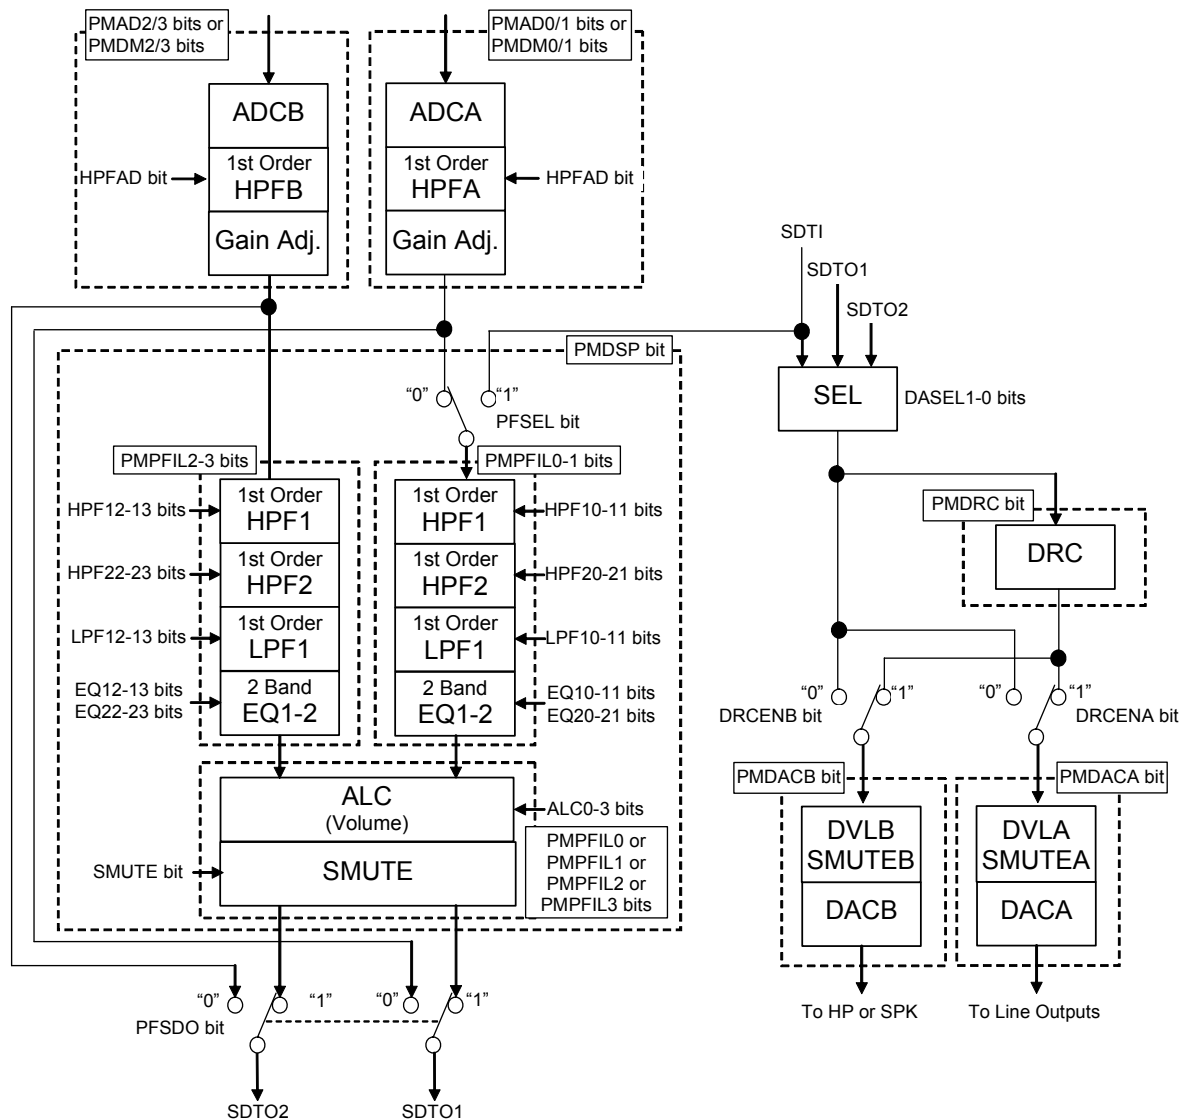 PMAD2/3 bits or
PMDM2/3 bits
PMAD0/1 bits or
PMDM0/1 bits
ADCB
ADCA
1st Order
HPFB
1st Order
HPFA
HPFAD bit
HPFAD bit
Gain Adj.
Gain Adj.
SDTI
SDTO1
SDTO2
PMDSP bit
SEL
DASEL1-0 bits
"0"
"1"
PFSEL bit
PMPFIL2-3 bits
PMPFIL0-1 bits
HPF12-13 bits
1st Order
HPF1
1st Order
HPF1
HPF10-11 bits
HPF22-23 bits
1st Order
HPF2
1st Order
HPF2
HPF20-21 bits
LPF12-13 bits
1st Order
LPF1
1st Order
LPF1
LPF10-11 bits
EQ12-13 bits
EQ22-23 bits
2 Band
EQ1-2
2 Band
EQ1-2
EQ10-11 bits
EQ20-21 bits
PMDRC bit
DRC
"0"
"1"
DRCENB bit
"0"
"1"
DRCENA bit
ALC
(Volume)
ALC0-3 bits
SMUTE bit
SMUTE
PMPFIL0 or
PMPFIL1 or
PMPFIL2 or
PMPFIL3 bits
PMDACB bit
PMDACA bit
DVLB
SMUTEB
DVLA
SMUTEA
DACB
DACA
To HP or SPK
To Line Outputs
"0"
"1"
"0"
"1"
PFSDO bit
SDTO2
SDTO1